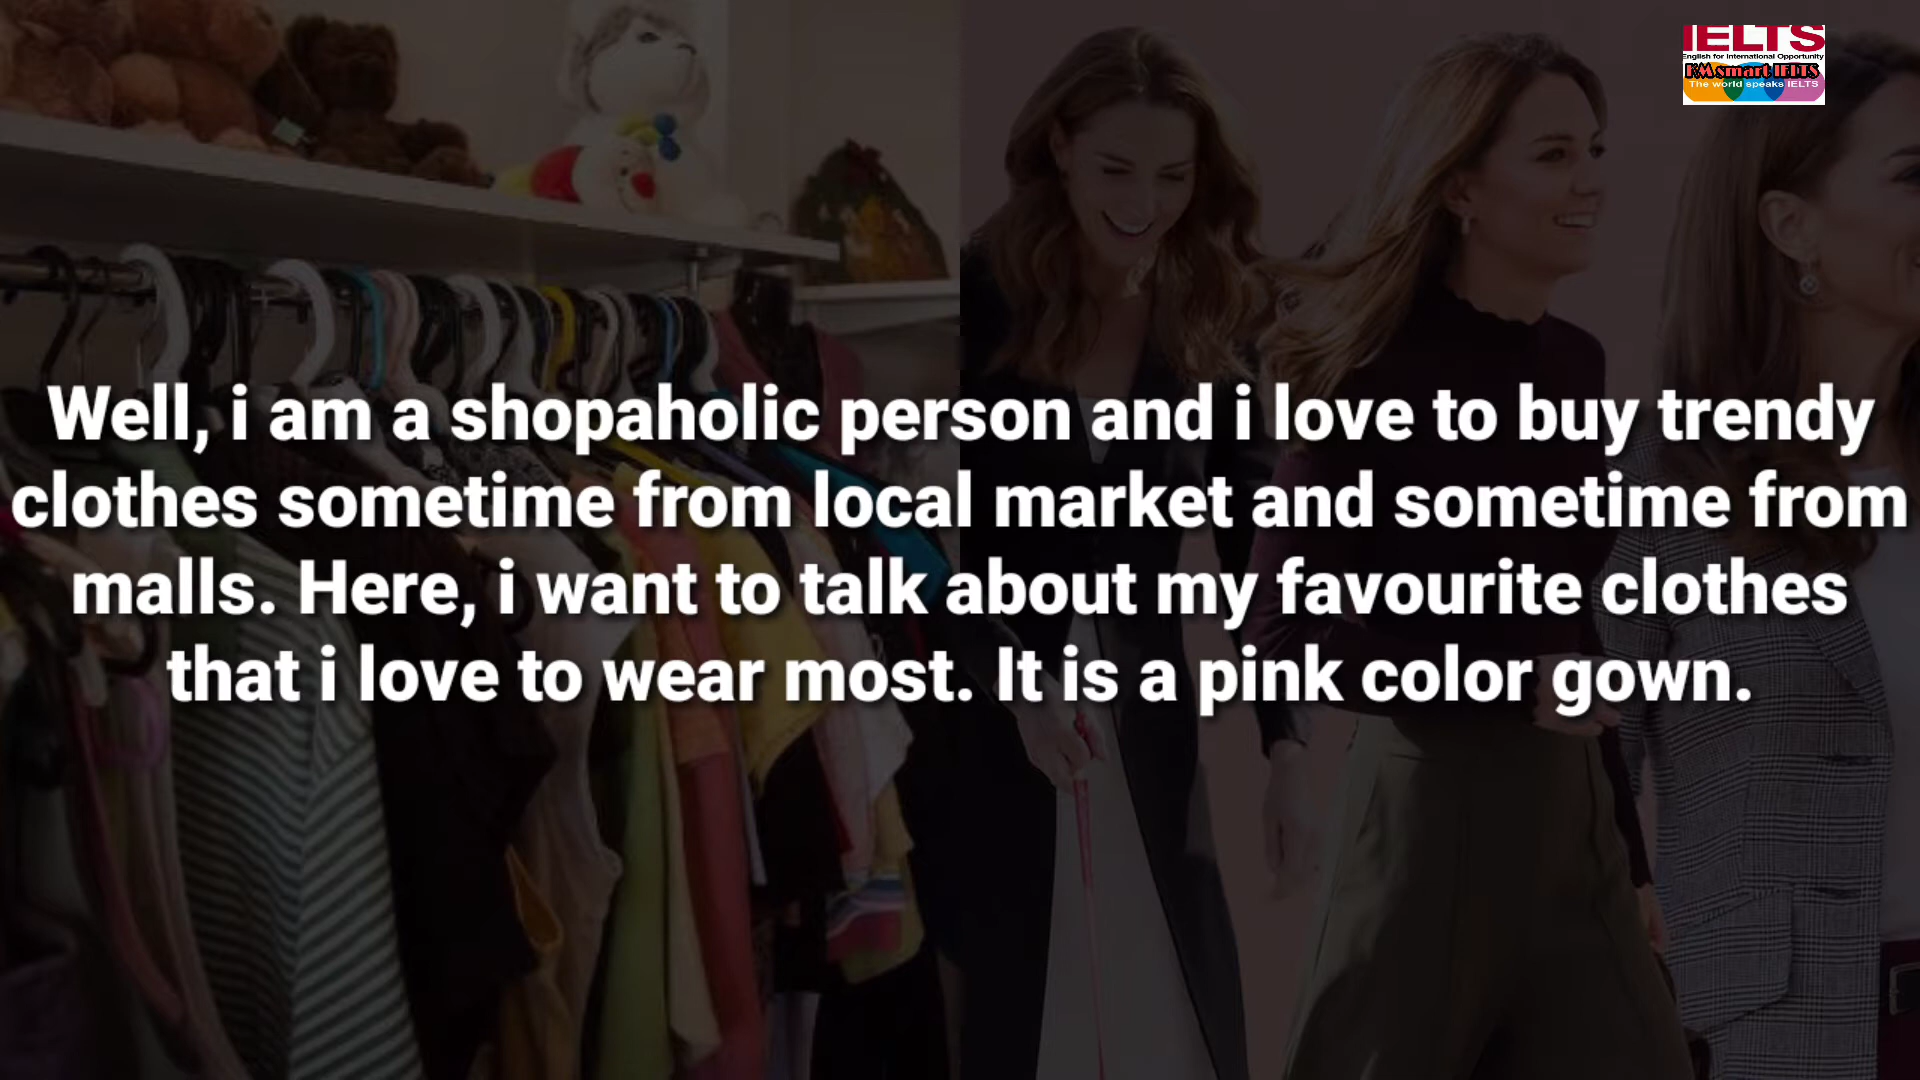 IELTS
English for International Opportunity
KM smart IELTS
The world speaks IELTS
Well, i am a shopaholic person and i love to buy trendy
clothes sometime from local market and sometime from
malls. Here, i want to talk about my favourite clothes
that i love to wear most. It is a pink color gown.